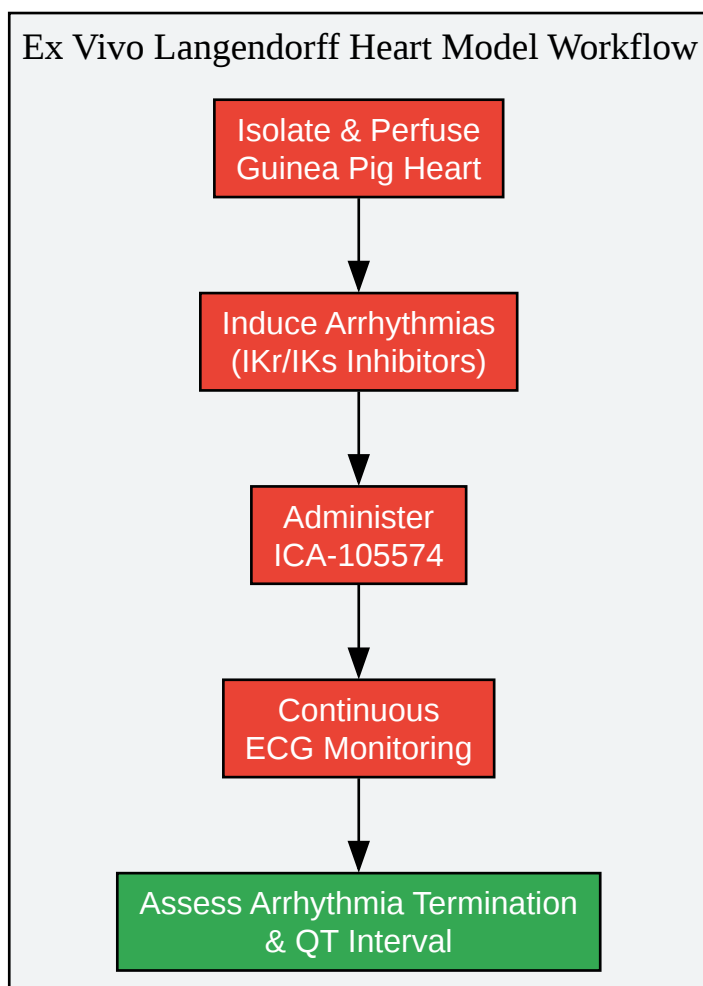 Ex Vivo Langendorff Heart Model Workflow
Isolate & Perfuse
Guinea Pig Heart
Induce Arrhythmias
(IKr/IKs Inhibitors)
Administer
ICA-105574
Continuous
ECG Monitoring
Assess Arrhythmia Termination
& QT Interval